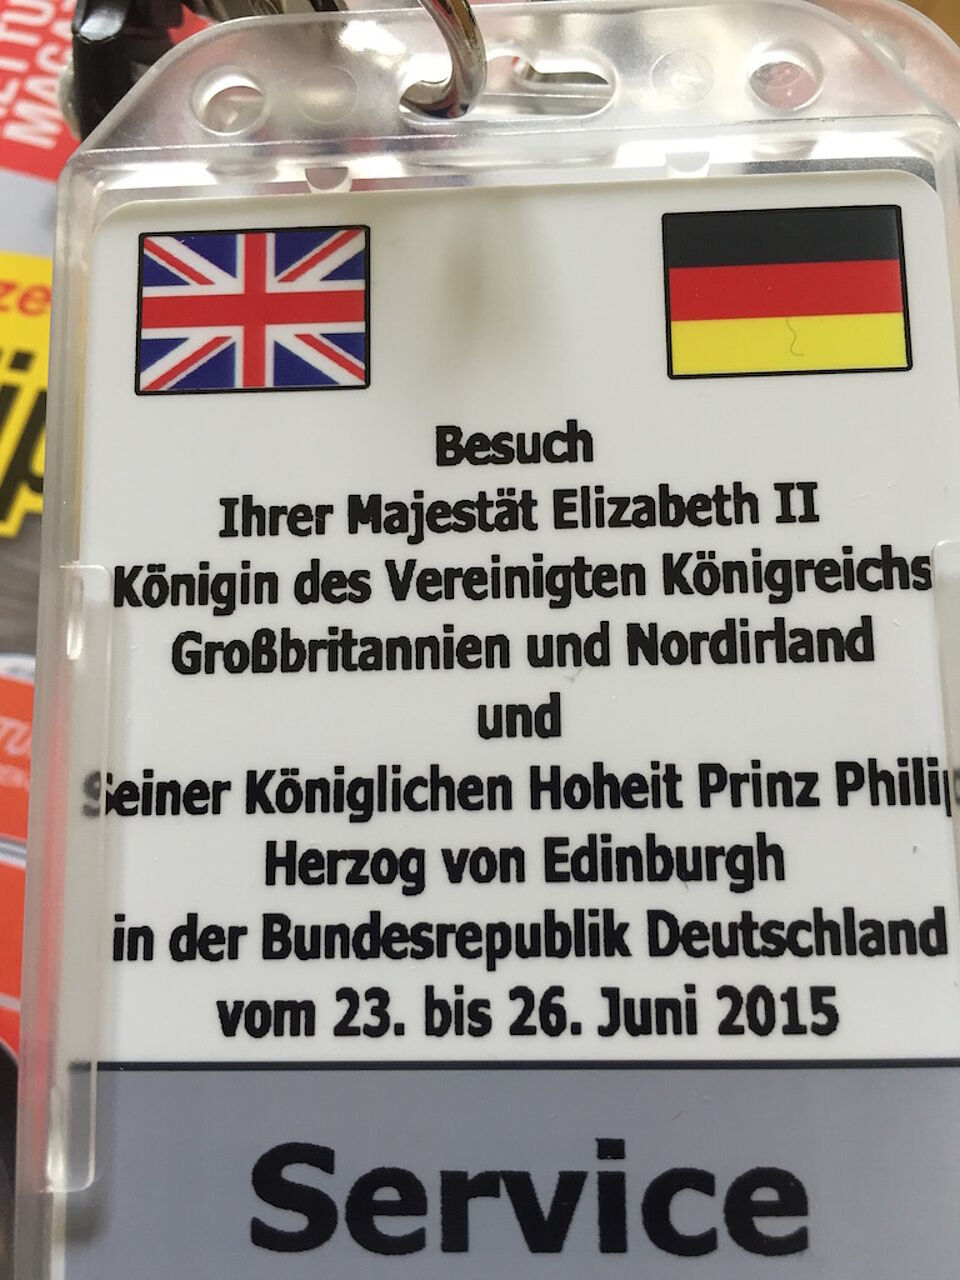 Besuch
Ihrer Majestät Elizabeth II
Königin des Vereinigten Königreichs
Großbritannien und Nordirland
und
Seiner Königlichen Hoheit Prinz Philip
Herzog von Edinburgh
in der Bundesrepublik Deutschland
vom 23. bis 26. Juni 2015
Service